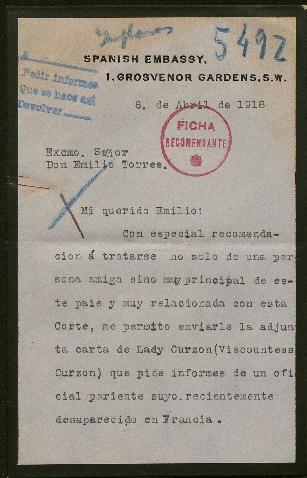 Ingleses
5492
SPANISH EMBASSY,
1, GROSVENOR GARDENS, S.W.
A
Pedir informes
Que se hace así
Devolver
8, de Abril de 1918
FICHA
RECOMENDANTE
Excmo. Señor
Don Emilio Torres.
Mi querido Emilio:
Con especial recomenda-
cion á tratarse no solo de una per
sona amiga sino muy principal de es-
te pais y muy relacionada con esta
Corte, me permito enviarle la adjun
ta carta de Lady Curzon(Viscountess
Curzon) que pide informes de un ofi
cial pariente suyo.recientemente
desaparecido en Francia.